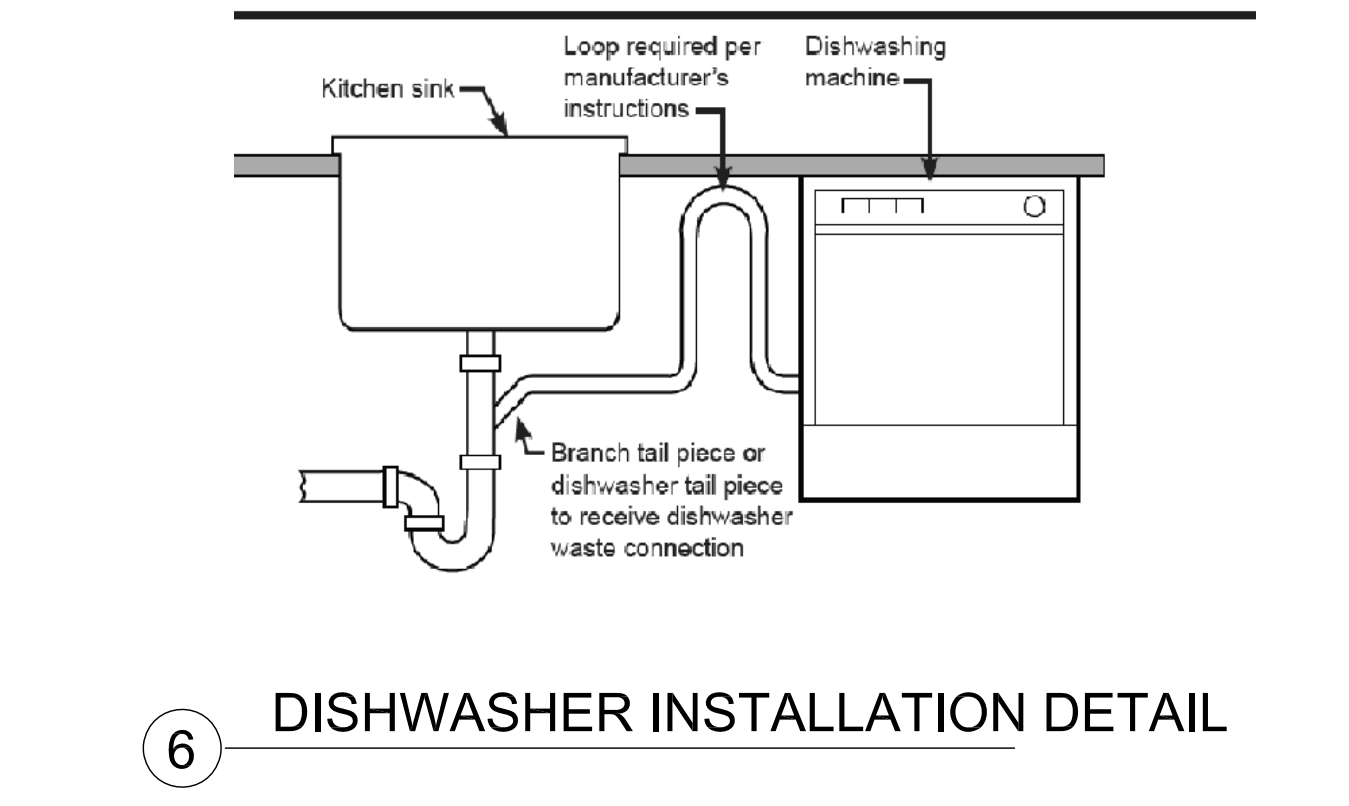 Kitchen sink
Loop required per
manufacturer's
instructions
Dishwashing
machine
Branch tail piece or
dishwasher tail piece
to receive dishwasher
waste connection
6
DISHWASHER INSTALLATION DETAIL